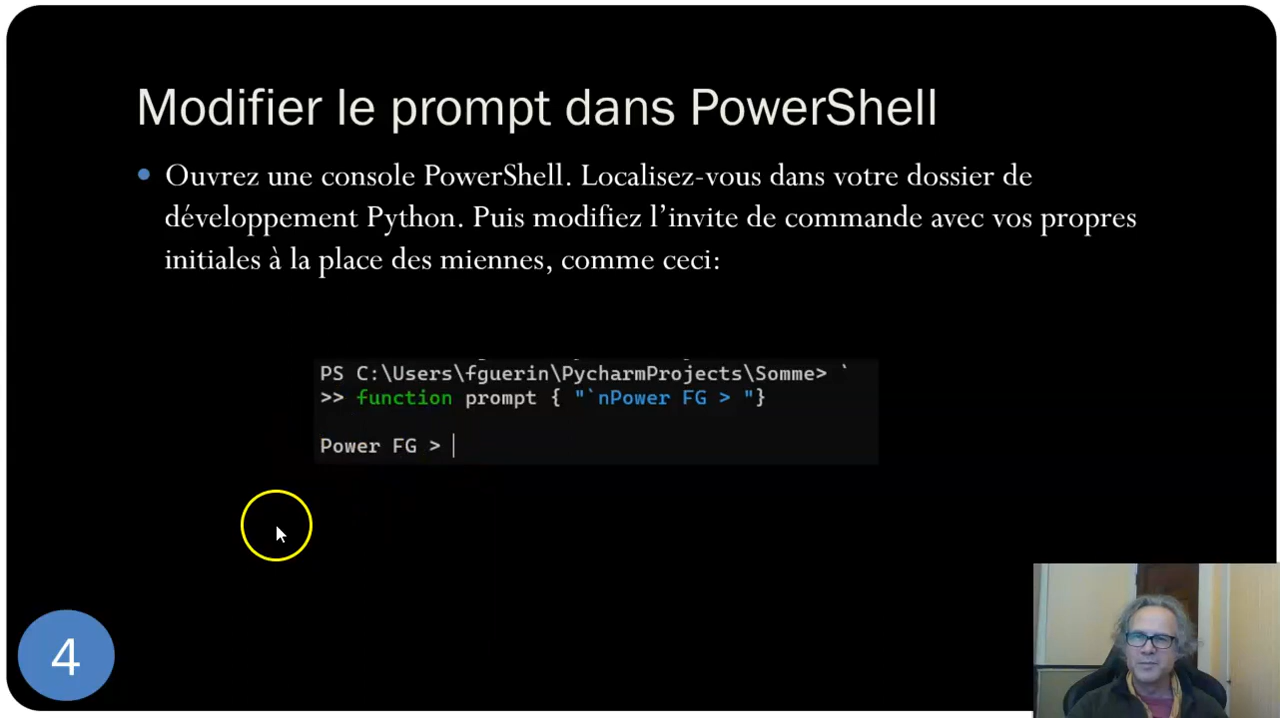 Modifier le prompt dans PowerShell
Ouvrez une console PowerShell. Localisez-vous dans votre dossier de
développement Python. Puis modifiez l’invite de commande avec vos propres
initiales à la place des miennes, comme ceci:
PS C:\Users\fguerin\PycharmProjects\Somme> `
>> function prompt { "`nPower FG > "}
Power FG >
4